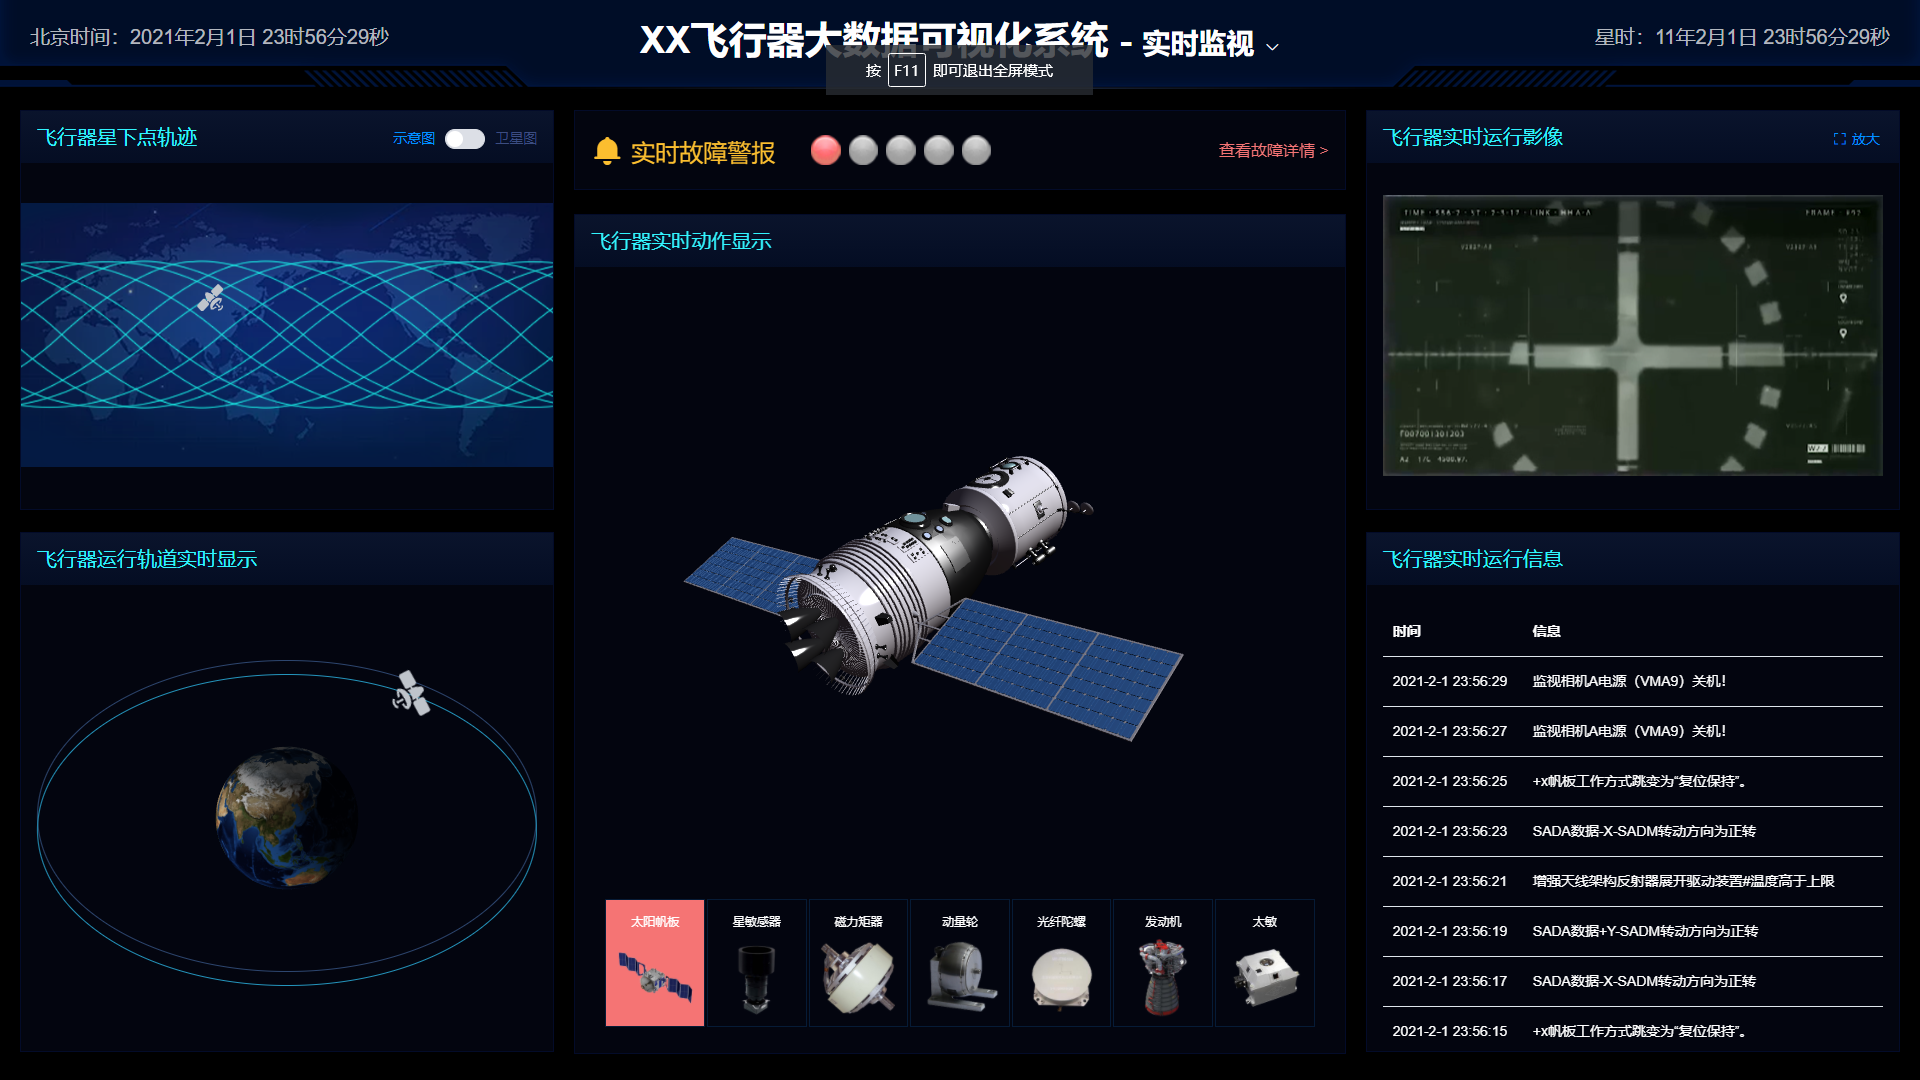 北京时间：2021年2月1日 23时56分29秒
XX飞行器大数据可视化系统 - 实时监视
星时：11年2月1日 23时56分29秒
按 F11 即可退出全屏模式
飞行器星下点轨迹
示意图 卫星图
实时故障警报
查看故障详情 >
飞行器实时运行影像
放大
飞行器实时动作显示
FRAME
飞行器运行轨道实时显示
飞行器实时运行信息
时间 信息
2021-2-1 23:56:29 监视相机A电源（VMA9）关机！
2021-2-1 23:56:27 监视相机A电源（VMA9）关机！
2021-2-1 23:56:25 +x帆板工作方式跳变为“复位保持”。
2021-2-1 23:56:23 SADA数据-X-SADM转动方向为正转
2021-2-1 23:56:21 增强天线架构反射器展开驱动装置#温度高于上限
2021-2-1 23:56:19 SADA数据+Y-SADM转动方向为正转
2021-2-1 23:56:17 SADA数据-X-SADM转动方向为正转
2021-2-1 23:56:15 +x帆板工作方式跳变为“复位保持”。
太阳帆板
星敏感器
磁力矩器
动量轮
光纤陀螺
发动机
太敏